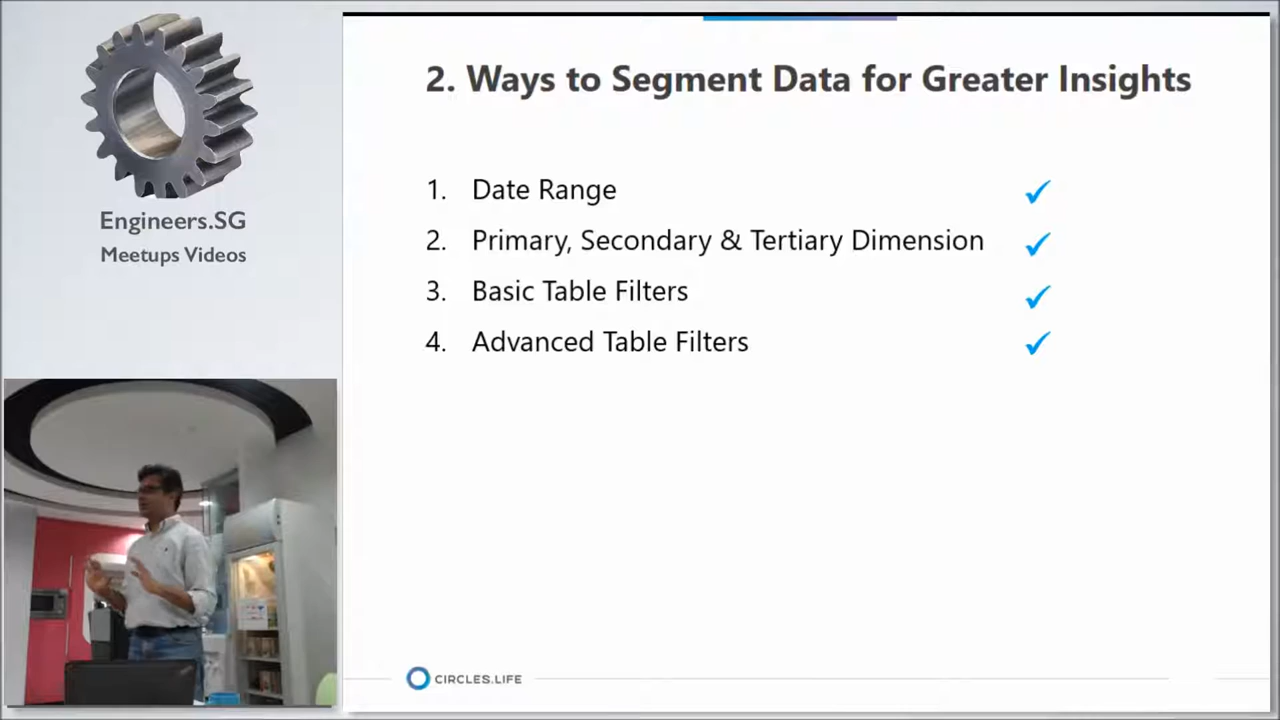 Engineers.SG
Meetups Videos
2. Ways to Segment Data for Greater Insights
1. Date Range ✓
2. Primary, Secondary & Tertiary Dimension ✓
3. Basic Table Filters ✓
4. Advanced Table Filters ✓
CIRCLES.LIFE